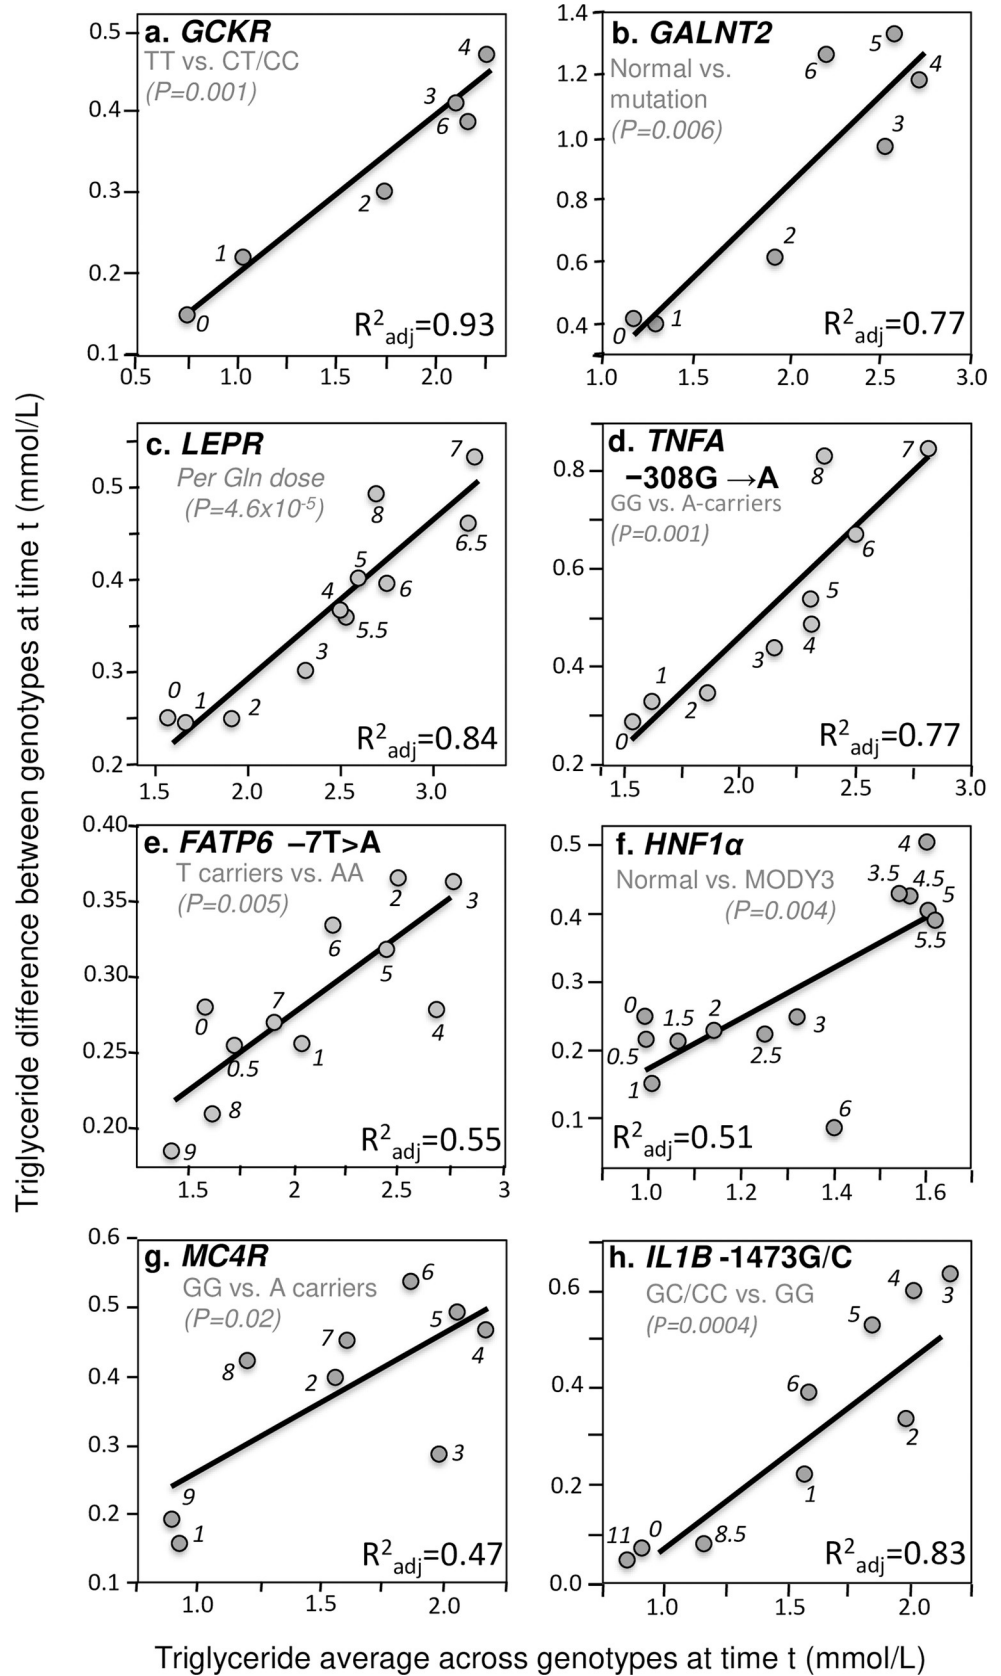 Triglyceride difference between genotypes at time t (mmol/L)
a. GCKR
TT vs. CT/CC
(P=0.001)
0.5
0.4
0.3
0.2
0.1
4
3
6
2
1
0
R²adj=0.93
0.5 1.0 1.5 2.0
b. GALNT2
Normal vs.
mutation
(P=0.006)
1.4
1.2
1.0
0.8
0.6
0.4
5
6
4
3
2
0
1
R²adj=0.77
1.0 1.5 2.0 2.5 3.0
c. LEPR
Per Gln dose
(P=4.6x10-5)
0.5
0.4
0.3
0.2
7
8
6.5
5
4
6
5.5
3
0
1
2
R²adj=0.84
1.5 2.0 2.5 3.0
d. TNFA
−308G →A
GG vs. A-carriers
(P=0.001)
0.8
0.6
0.4
0.2
7
8
6
5
4
3
1
2
0
R²adj=0.77
1.5 2.0 2.5 3.0
e. FATP6 −7T>A
T carriers vs. AA
(P=0.005)
0.40
0.35
0.30
0.25
0.20
2
3
6
5
7
0
4
0.5
1
8
9
R²adj=0.55
1.5 2 2.5 3
f. HNF1α
Normal vs. MODY3
(P=0.004)
0.5
0.4
0.3
0.2
0.1
4
3.5 4.5 5
5.5
0
1.5
2
3
0.5
2.5
1
6
R²adj=0.51
1.0 1.2 1.4 1.6
g. MC4R
GG vs. A carriers
(P=0.02)
0.6
0.5
0.4
0.3
0.2
0.1
6
5
7
4
8
2
3
9
1
R²adj=0.47
1.0 1.5 2.0
h. IL1B -1473G/C
GC/CC vs. GG
(P=0.0004)
0.6
0.4
0.2
0.0
4
3
5
6
2
1
11
0
8.5
R²adj=0.83
1.0 1.5 2.0
Triglyceride average across genotypes at time t (mmol/L)